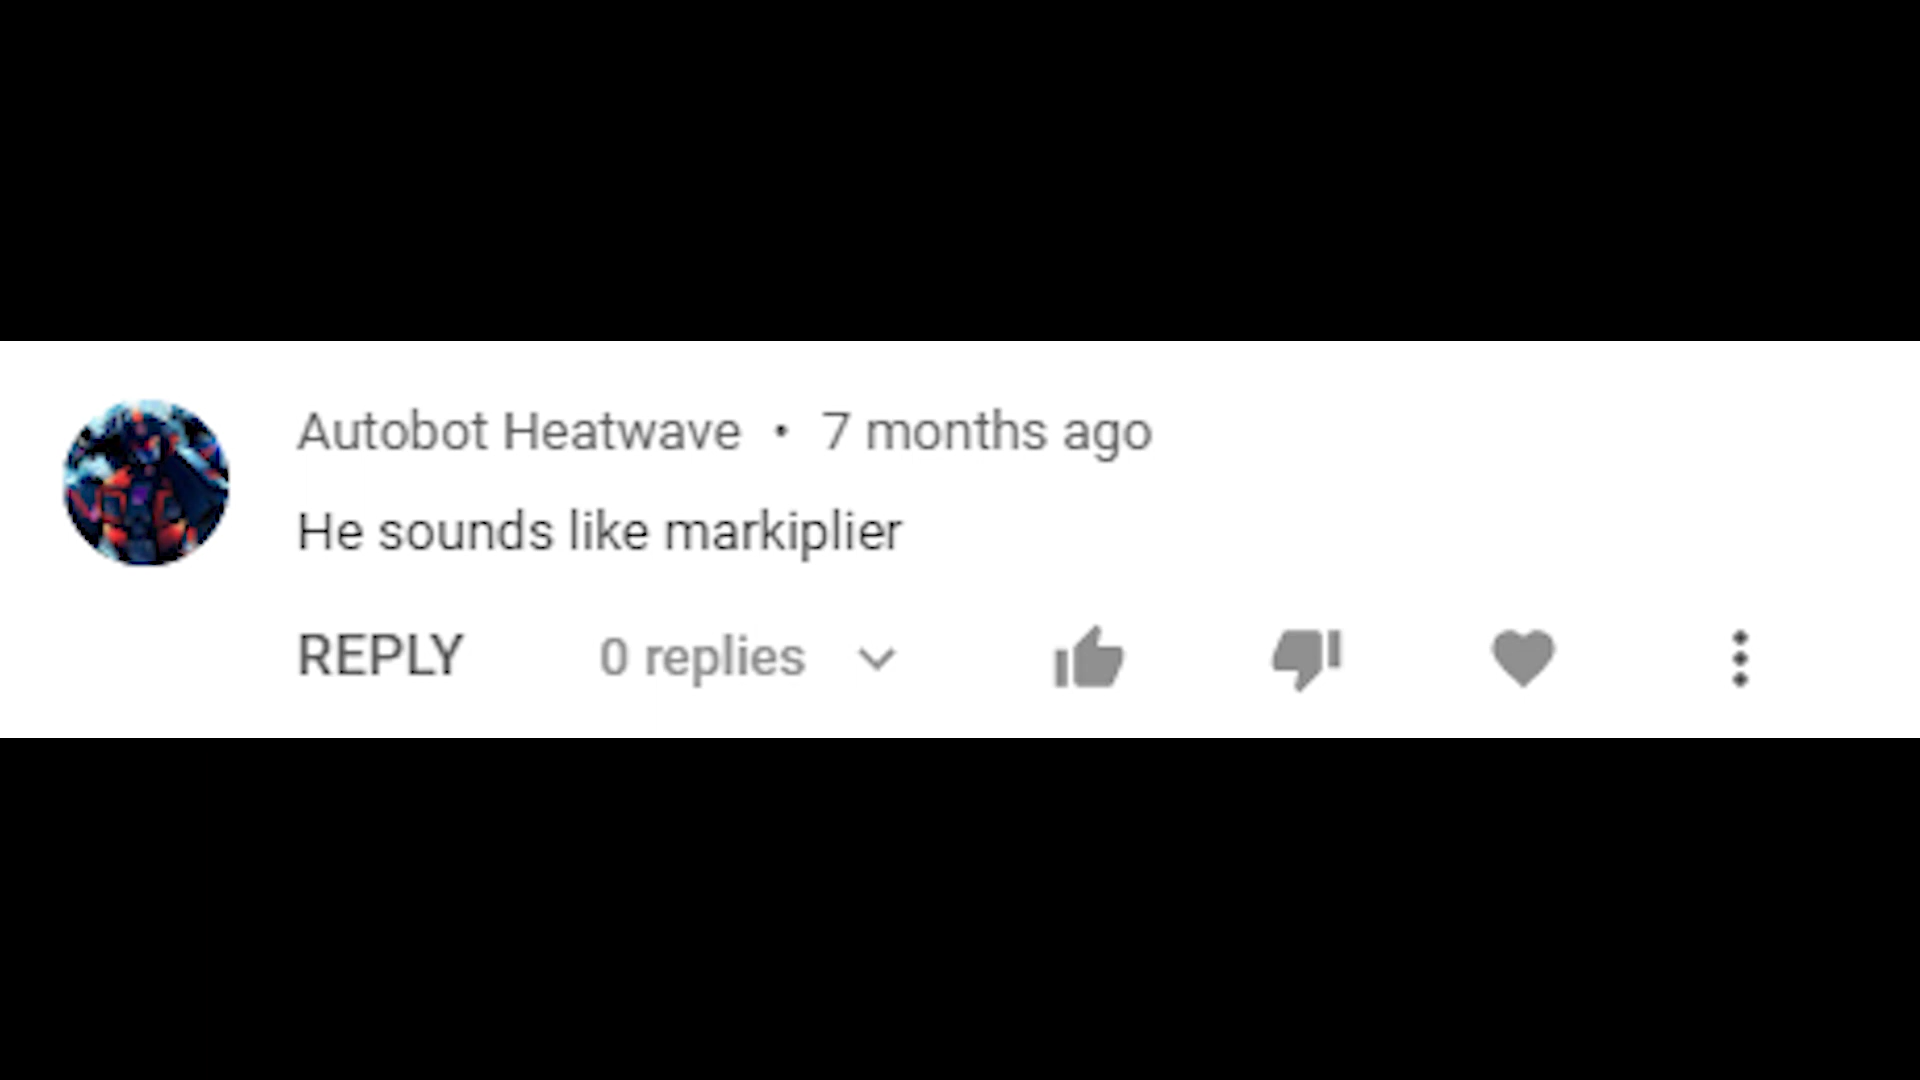 Autobot Heatwave • 7 months ago
He sounds like markiplier
REPLY 0 replies